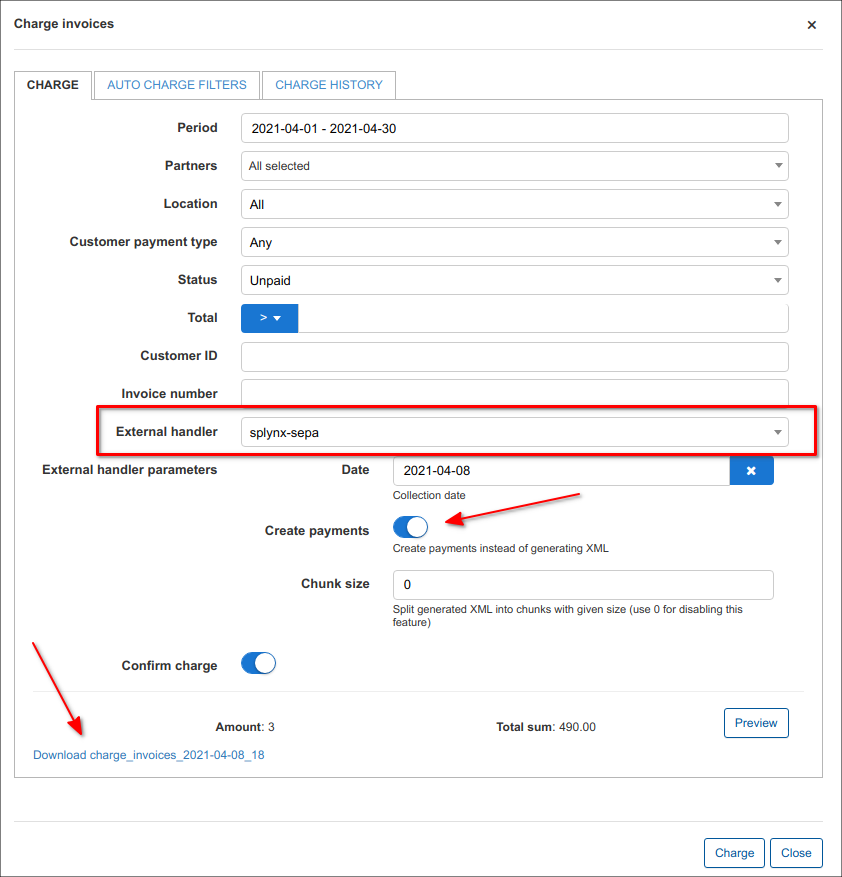 Charge invoices ×
CHARGE AUTO CHARGE FILTERS CHARGE HISTORY
Period 2021-04-01 - 2021-04-30
Partners All selected
Location All
Customer payment type Any
Status Unpaid
Total >
Customer ID
Invoice number
External handler splynx-sepa
External handler parameters Date 2021-04-08
Collection date
Create payments
Create payments instead of generating XML
Chunk size 0
Split generated XML into chunks with given size (use 0 for disabling this
feature)
Confirm charge
Amount: 3 Total sum: 490.00 Preview
Download charge_invoices_2021-04-08_18
Charge Close